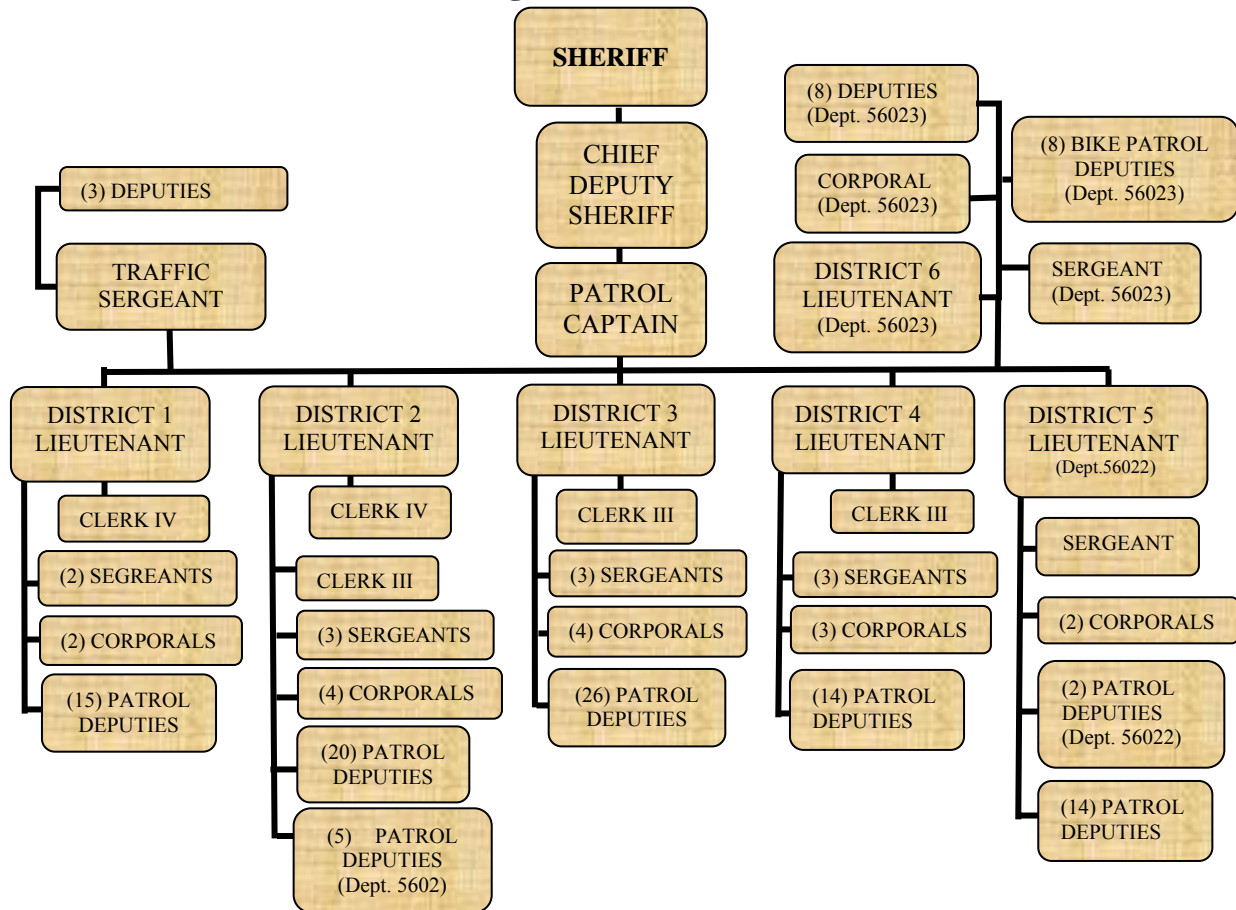 SHERIFF
CHIEF
DEPUTY
SHERIFF
PATROL
CAPTAIN
(3) DEPUTIES
TRAFFIC
SERGEANT
(8) DEPUTIES
(Dept. 56023)
(8) BIKE PATROL
DEPUTIES
(Dept. 56023)
CORPORAL
(Dept. 56023)
DISTRICT 6
LIEUTENANT
(Dept. 56023)
SERGEANT
(Dept. 56023)
DISTRICT 1
LIEUTENANT
CLERK IV
(2) SEGREANTS
(2) CORPORALS
(15) PATROL
DEPUTIES
DISTRICT 2
LIEUTENANT
CLERK IV
CLERK III
(3) SERGEANTS
(4) CORPORALS
(20) PATROL
DEPUTIES
(5) PATROL
DEPUTIES
(Dept. 5602)
DISTRICT 3
LIEUTENANT
CLERK III
(3) SERGEANTS
(4) CORPORALS
(26) PATROL
DEPUTIES
DISTRICT 4
LIEUTENANT
CLERK III
(3) SERGEANTS
(3) CORPORALS
(14) PATROL
DEPUTIES
DISTRICT 5
LIEUTENANT
(Dept.56022)
SERGEANT
(2) CORPORALS
(2) PATROL
DEPUTIES
(Dept. 56022)
(14) PATROL
DEPUTIES